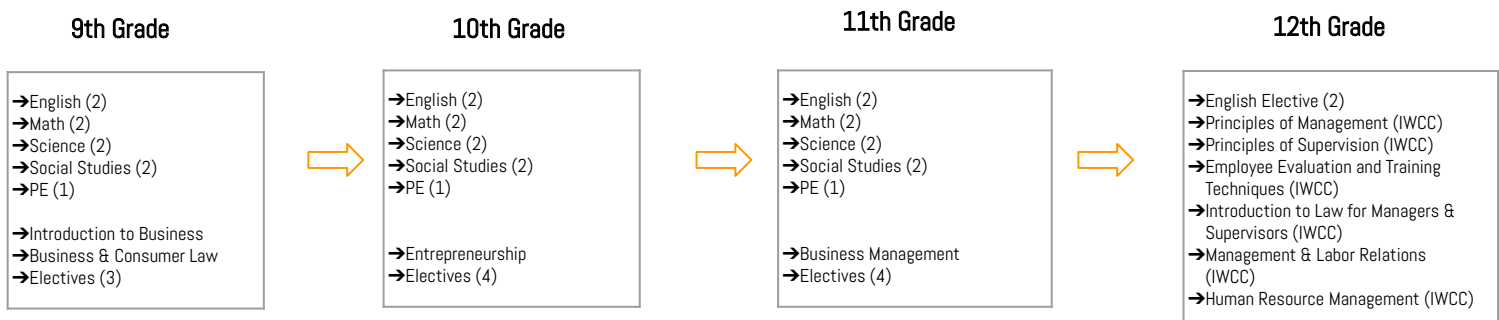 9th Grade
➔English (2)
➔Math (2)
➔Science (2)
➔Social Studies (2)
➔PE (1)
➔Introduction to Business
➔Business & Consumer Law
➔Electives (3)
10th Grade
➔English (2)
➔Math (2)
➔Science (2)
➔Social Studies (2)
➔PE (1)
➔Entrepreneurship
➔Electives (4)
11th Grade
➔English (2)
➔Math (2)
➔Science (2)
➔Social Studies (2)
➔PE (1)
➔Business Management
➔Electives (4)
12th Grade
➔English Elective (2)
➔Principles of Management (IWCC)
➔Principles of Supervision (IWCC)
➔Employee Evaluation and Training
Techniques (IWCC)
➔Introduction to Law for Managers &
Supervisors (IWCC)
➔Management & Labor Relations
(IWCC)
➔Human Resource Management (IWCC)